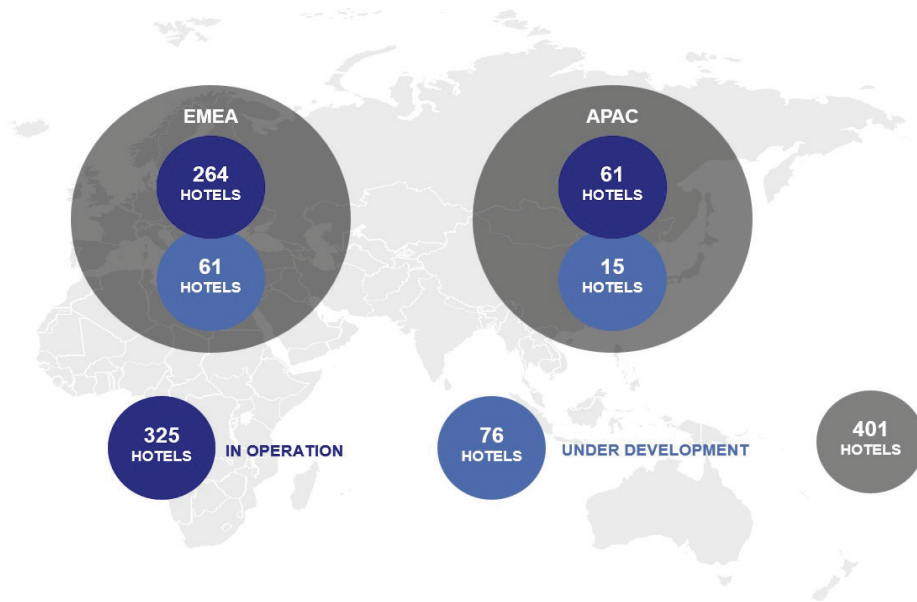 EMEA
264
HOTELS
61
HOTELS
APAC
61
HOTELS
15
HOTELS
325
HOTELS
IN OPERATION
76
HOTELS
UNDER DEVELOPMENT
401
HOTELS